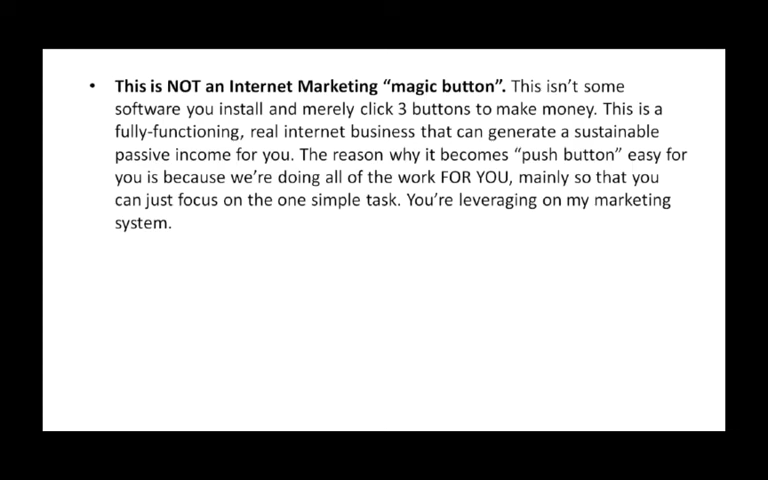 • This is NOT an Internet Marketing “magic button”. This isn’t some
software you install and merely click 3 buttons to make money. This is a
fully-functioning, real internet business that can generate a sustainable
passive income for you. The reason why it becomes “push button” easy for
you is because we’re doing all of the work FOR YOU, mainly so that you
can just focus on the one simple task. You’re leveraging on my marketing
system.